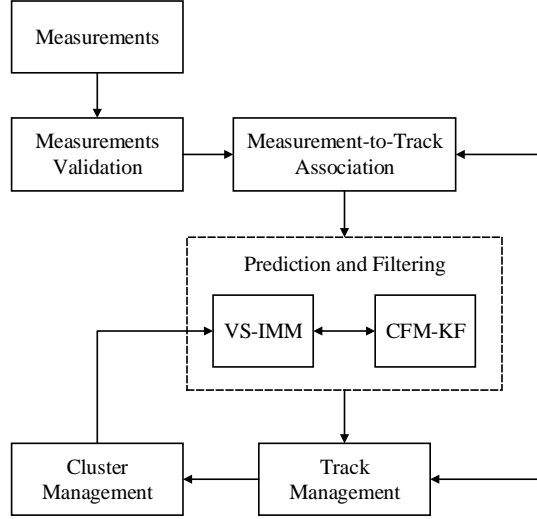 Measurements
Measurements
Validation
Measurement-to-Track
Association
Prediction and Filtering
VS-IMM
CFM-KF
Cluster
Management
Track
Management